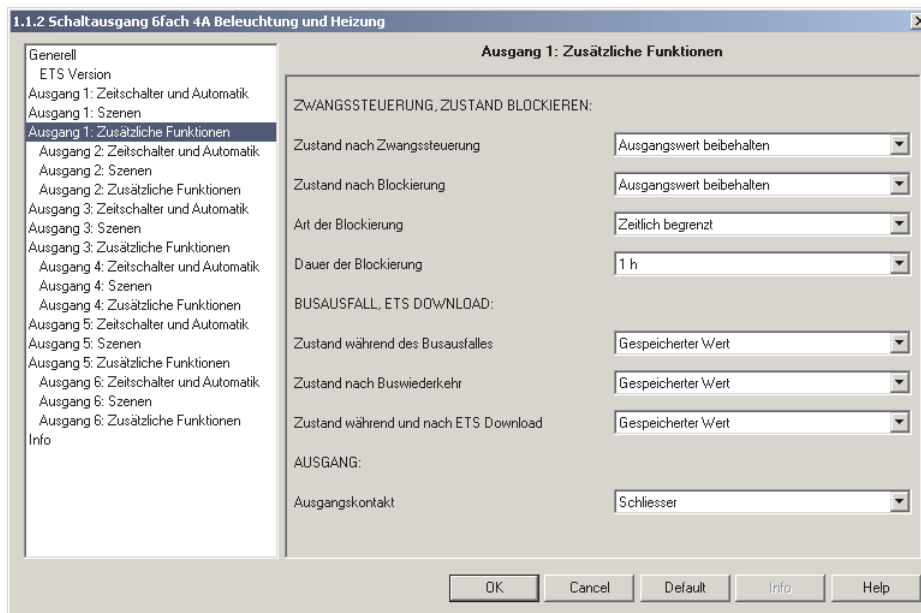 1.1.2 Schaltausgang 6fach 4A Beleuchtung und Heizung
Generell
ETS Version
Ausgang 1: Zeitschalter und Automatik
Ausgang 1: Szenen
Ausgang 1: Zusätzliche Funktionen
Ausgang 2: Zeitschalter und Automatik
Ausgang 2: Szenen
Ausgang 2: Zusätzliche Funktionen
Ausgang 3: Zeitschalter und Automatik
Ausgang 3: Szenen
Ausgang 3: Zusätzliche Funktionen
Ausgang 4: Zeitschalter und Automatik
Ausgang 4: Szenen
Ausgang 4: Zusätzliche Funktionen
Ausgang 5: Zeitschalter und Automatik
Ausgang 5: Szenen
Ausgang 5: Zusätzliche Funktionen
Ausgang 6: Zeitschalter und Automatik
Ausgang 6: Szenen
Ausgang 6: Zusätzliche Funktionen
Info
Ausgang 1: Zusätzliche Funktionen
ZWANGSSTEUERUNG, ZUSTAND BLOCKIEREN:
Zustand nach Zwangssteuerung Ausgangswert beibehalten
Zustand nach Blockierung Ausgangswert beibehalten
Art der Blockierung Zeitlich begrenzt
Dauer der Blockierung 1 h
BUSAUSFALL, ETS DOWNLOAD:
Zustand während des Busausfalles Gespeicherter Wert
Zustand nach Buswiederkehr Gespeicherter Wert
Zustand während und nach ETS Download Gespeicherter Wert
AUSGANG:
Ausgangskontakt Schliesser
OK Cancel Default Info Help